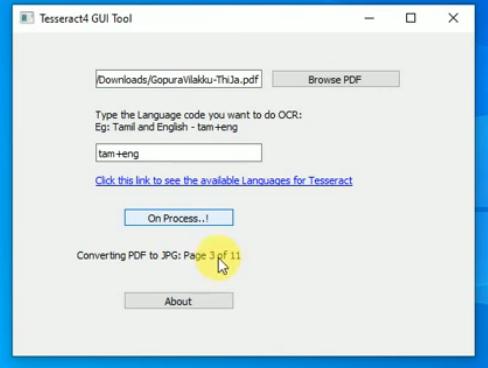 Tesseract4 GUI Tool
/Downloads/GopuraVilakku-ThiJa.pdf
Browse PDF
Type the Language code you want to do OCR:
Eg: Tamil and English - tam+eng
tam+eng
Click this link to see the available Languages for Tesseract
On Process..!
Converting PDF to JPG: Page 3 of 11
About